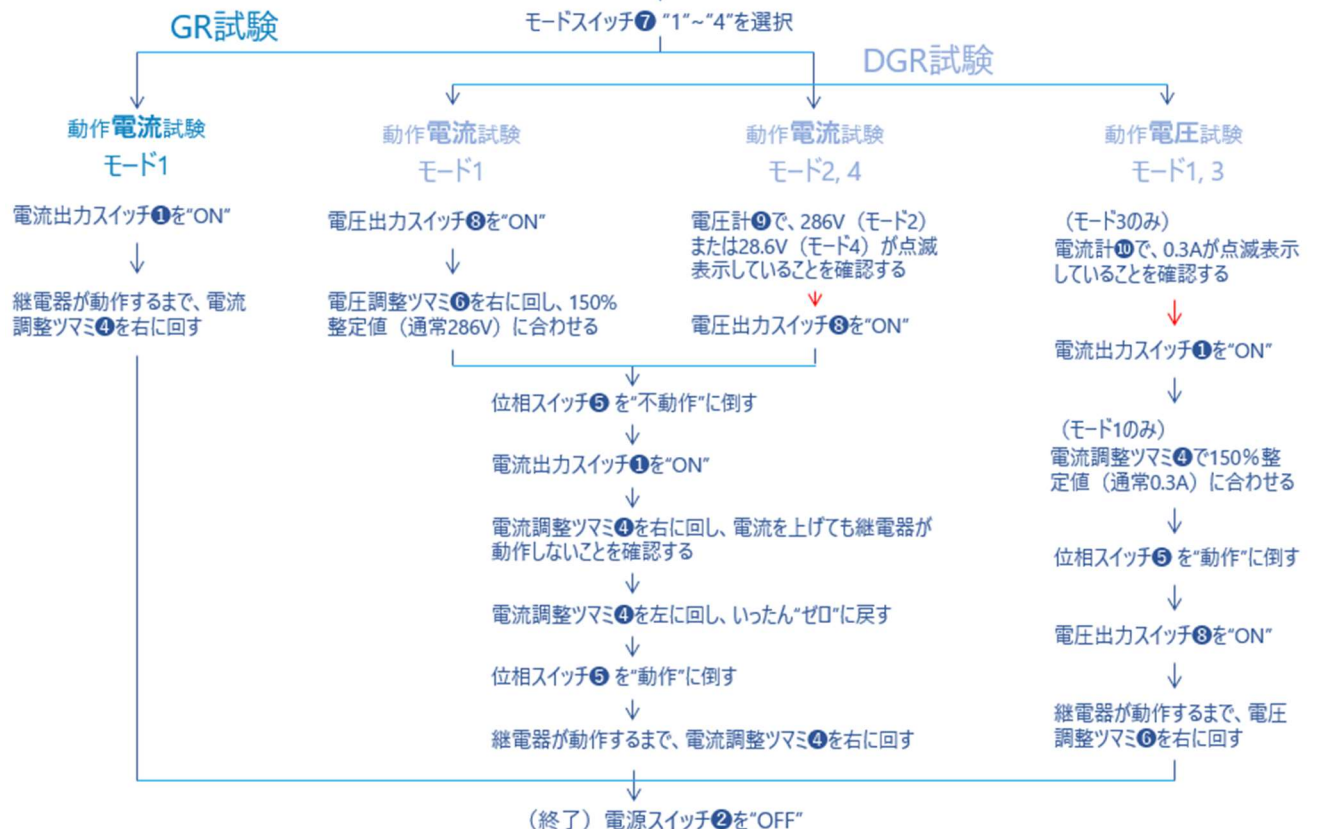 モードスイッチ❼ “1”~“4”を選択
GR試験
DGR試験
動作電流試験
モード1
電流出力スイッチ❶を“ON”
継電器が動作するまで、電流
調整ツマミ❹を右に回す
動作電流試験
モード1
電圧出力スイッチ❽を“ON”
電圧調整ツマミ❻を右に回し、150%
整定値（通常286V）に合わせる
動作電流試験
モード2, 4
電圧計❾で、286V（モード2）
または28.6V（モード4）が点滅
表示していることを確認する
電圧出力スイッチ❽を“ON”
位相スイッチ❺ を“不動作”に倒す
電流出力スイッチ❶を“ON”
電流調整ツマミ❹を右に回し、電流を上げても継電器が
動作しないことを確認する
電流調整ツマミ❹を左に回し、いったん“ゼロ”に戻す
位相スイッチ❺ を“動作”に倒す
継電器が動作するまで、電流調整ツマミ❹を右に回す
動作電圧試験
モード1, 3
（モード3のみ）
電流計❿で、0.3Aが点滅表示
していることを確認する
電流出力スイッチ❶を“ON”
（モード1のみ）
電流調整ツマミ❹で150％整
定値（通常0.3A）に合わせる
位相スイッチ❺ を“動作”に倒す
電圧出力スイッチ❽を“ON”
継電器が動作するまで、電圧
調整ツマミ❻を右に回す
（終了）電源スイッチ❷を“OFF”